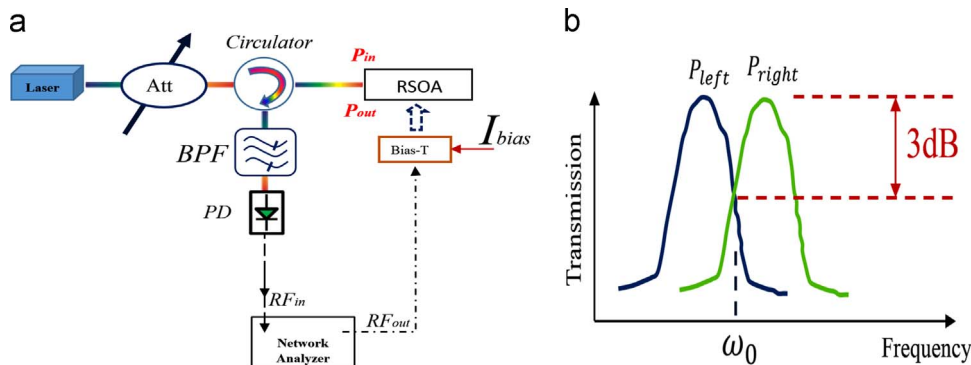 a
Laser
Att
Circulator
P_in
P_out
RSOA
BPF
Bias-T
I_bias
PD
RF_in
RF_out
Network
Analyzer
b
P_left
P_right
3dB
Transmission
ω_0
Frequency